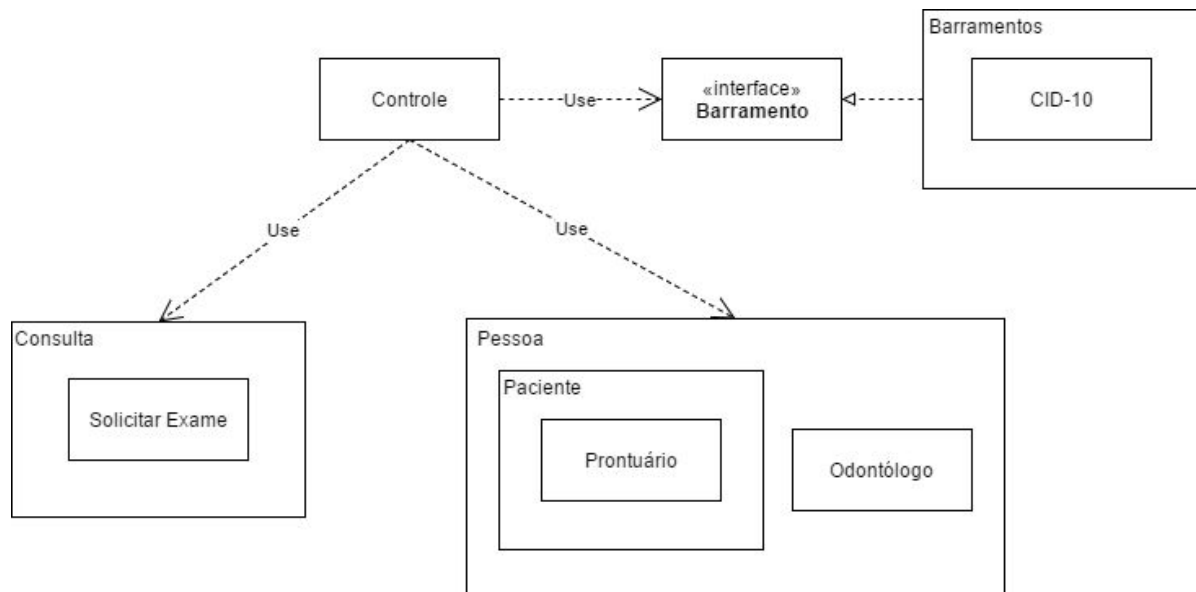 Barramentos
Controle
Use
«interface»
Barramento
CID-10
Use
Use
Consulta
Solicitar Exame
Pessoa
Paciente
Prontuário
Odontólogo